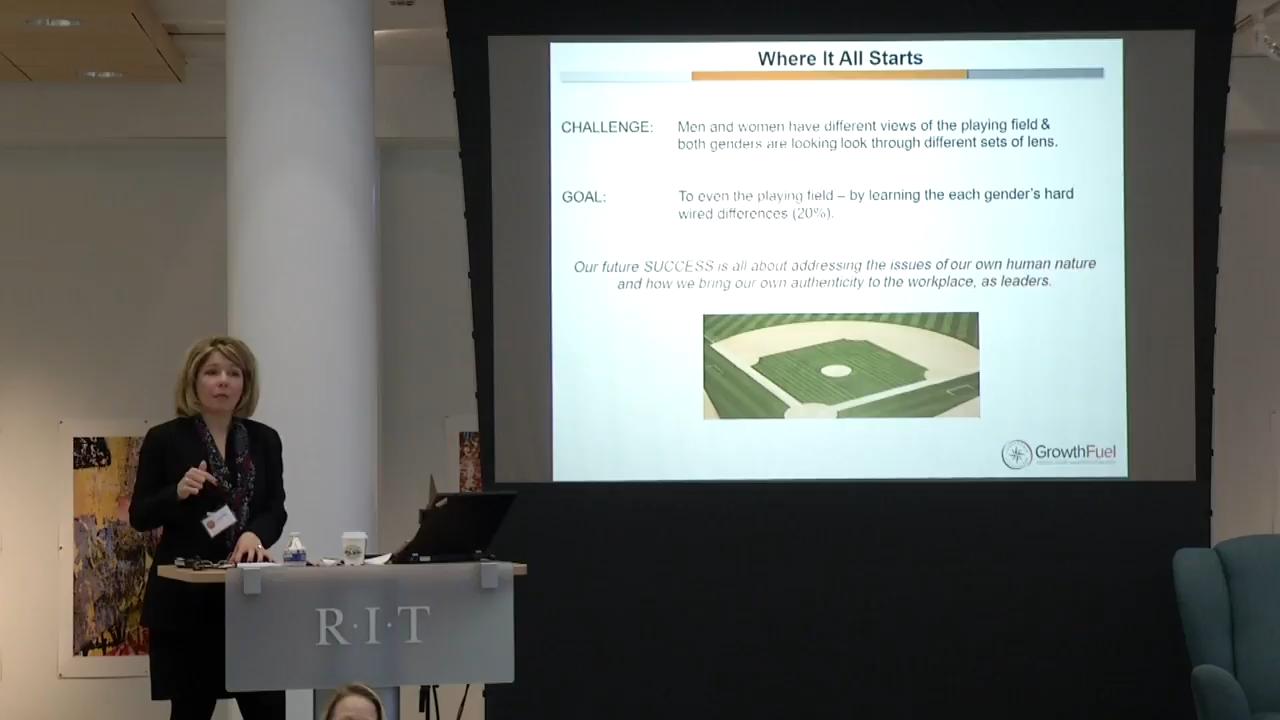 Where It All Starts
CHALLENGE: Men and women have different views of the playing field &
both genders are looking look through different sets of lens.
GOAL: To even the playing field – by learning the each gender's hard
wired differences (20%).
Our future SUCCESS is all about addressing the issues of our own human nature
and how we bring our own authenticity to the workplace, as leaders.
GrowthFuel
R·I·T